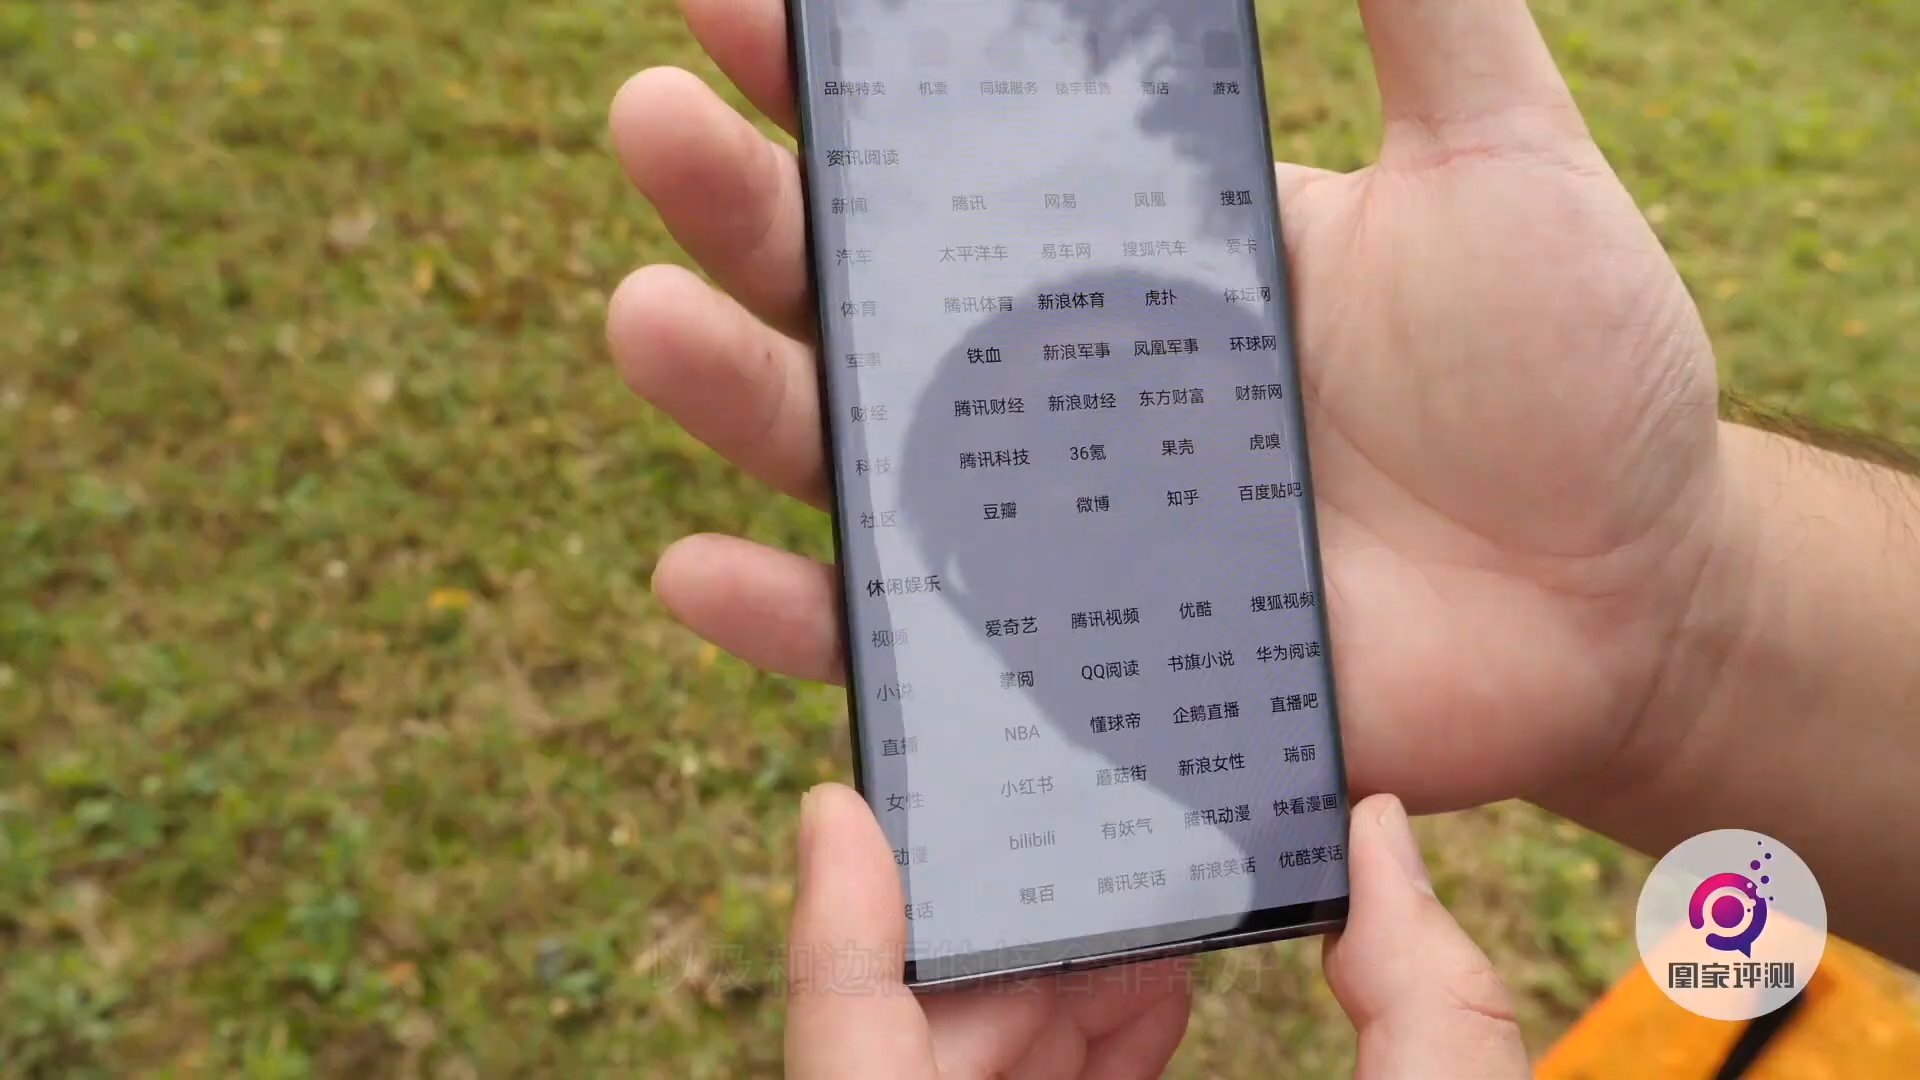 品牌特卖 机票 同城服务 楼宇租售 酒店 游戏
资讯阅读
新闻 腾讯 网易 凤凰 搜狐
汽车 太平洋车 易车网 搜狐汽车 爱卡
体育 腾讯体育 新浪体育 虎扑 体坛网
军事 铁血 新浪军事 凤凰军事 环球网
财经 腾讯财经 新浪财经 东方财富 财新网
科技 腾讯科技 36氪 果壳 虎嗅
社区 豆瓣 微博 知乎 百度贴吧
休闲娱乐
视频 爱奇艺 腾讯视频 优酷 搜狐视频
小说 掌阅 QQ阅读 书旗小说 华为阅读
直播 NBA 懂球帝 企鹅直播 直播吧
女性 小红书 蘑菇街 新浪女性 瑞丽
动漫 bilibili 有妖气 腾讯动漫 快看漫画
笑话 糗百 腾讯笑话 新浪笑话 优酷笑话
以及和边框的接合非常好
凰家评测